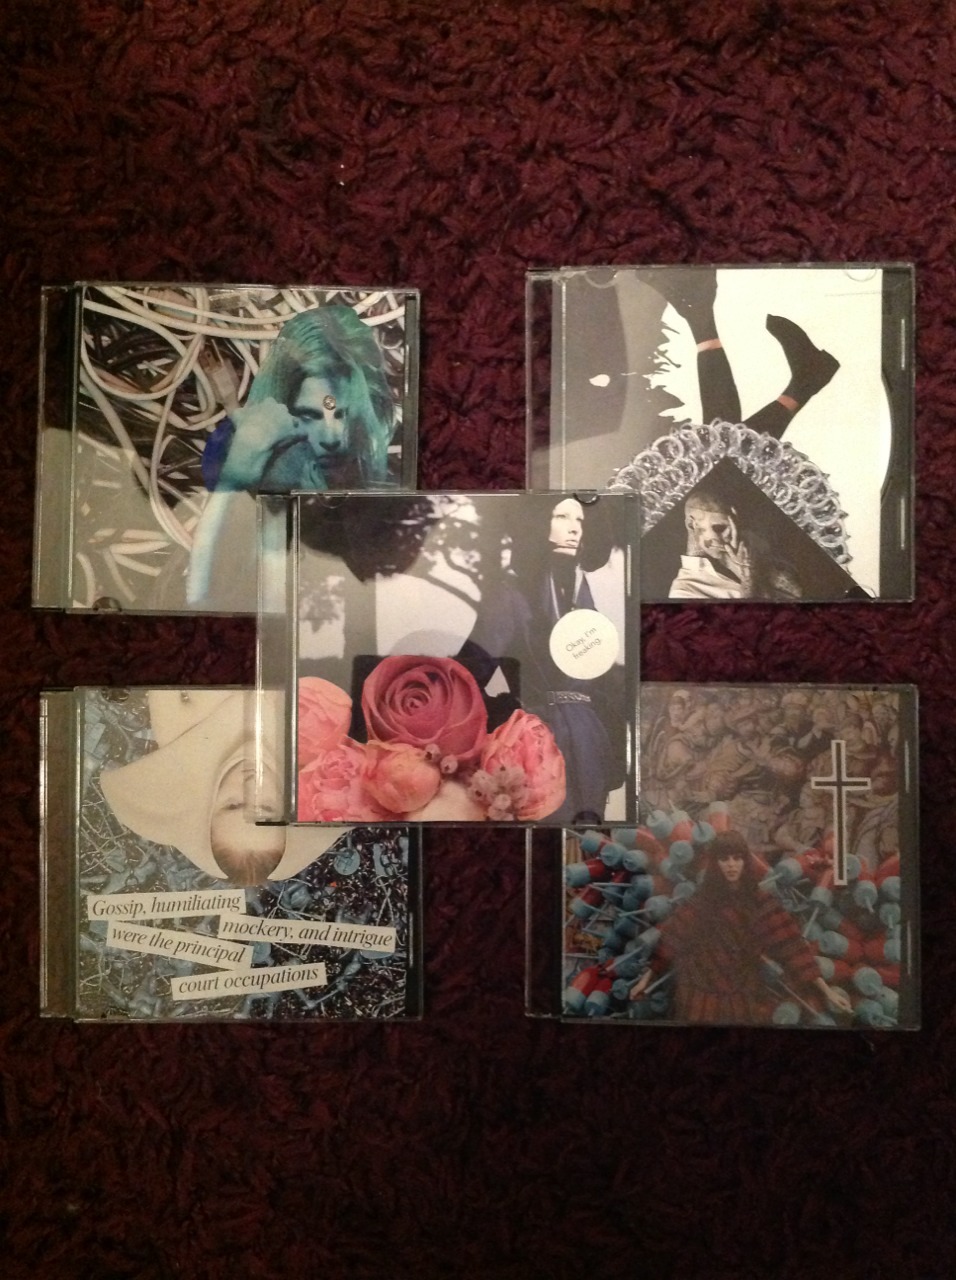 Okay, I'm
freaking.
Gossip, humiliating
mockery, and intrigue
were the principal
court occupations